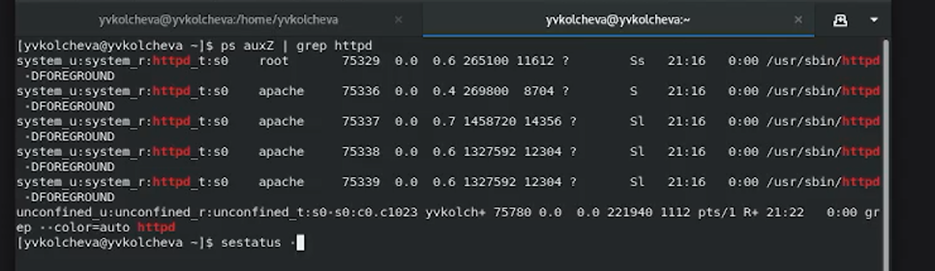 yvkolcheva@yvkolcheva:/home/yvkolcheva × yvkolcheva@yvkolcheva:~ ×
[yvkolcheva@yvkolcheva ~]$ ps auxZ | grep httpd
system_u:system_r:httpd_t:s0    root       75329  0.0  0.6 265100 11612 ?       Ss   21:16   0:00 /usr/sbin/httpd
-DFOREGROUND
system_u:system_r:httpd_t:s0    apache     75336  0.0  0.4 269800  8704 ?       S    21:16   0:00 /usr/sbin/httpd
-DFOREGROUND
system_u:system_r:httpd_t:s0    apache     75337  0.0  0.7 1458720 14356 ?      Sl   21:16   0:00 /usr/sbin/httpd
-DFOREGROUND
system_u:system_r:httpd_t:s0    apache     75338  0.0  0.6 1327592 12304 ?      Sl   21:16   0:00 /usr/sbin/httpd
-DFOREGROUND
system_u:system_r:httpd_t:s0    apache     75339  0.0  0.6 1327592 12304 ?      Sl   21:16   0:00 /usr/sbin/httpd
-DFOREGROUND
unconfined_u:unconfined_r:unconfined_t:s0-s0:c0.c1023 yvkolch+ 75780 0.0  0.0 221940 1112 pts/1 R+ 21:22   0:00 gr
ep --color=auto httpd
[yvkolcheva@yvkolcheva ~]$ sestatus -